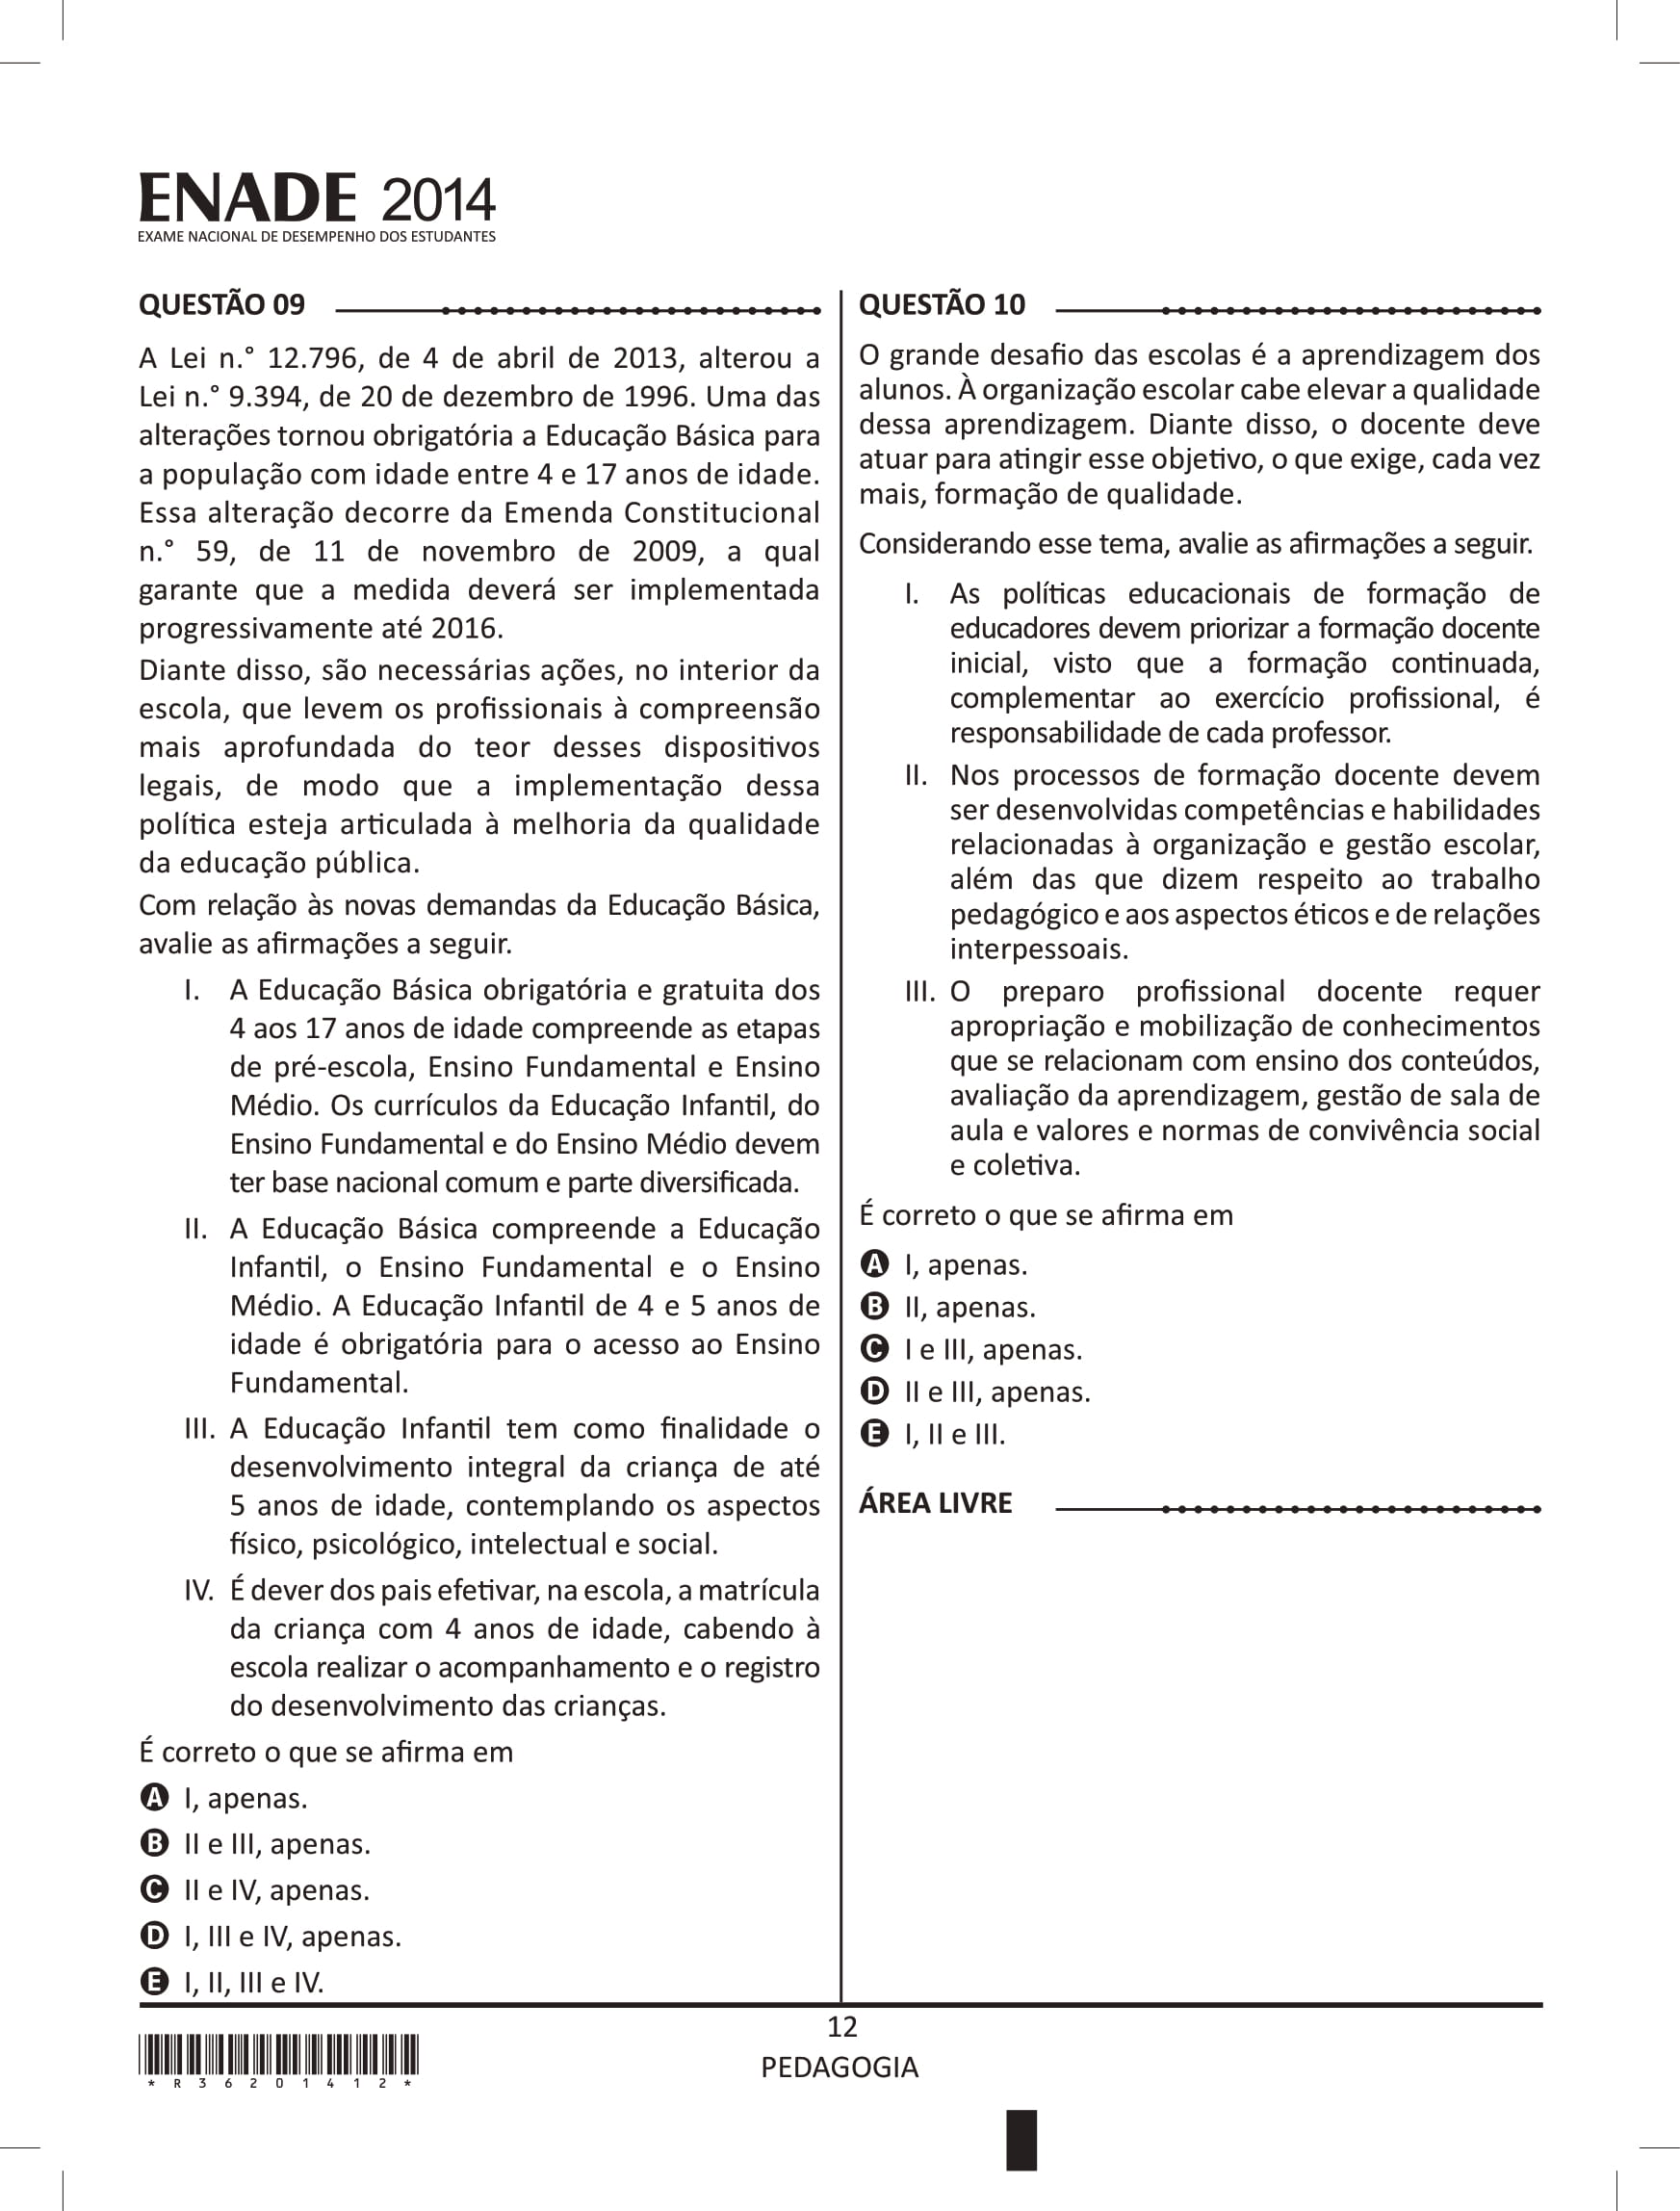 ENADE 2014
EXAME NACIONAL DE DESEMPENHO DOS ESTUDANTES
QUESTÃO 09
A Lei n.° 12.796, de 4 de abril de 2013, alterou a
Lei n.° 9.394, de 20 de dezembro de 1996. Uma das
alterações tornou obrigatória a Educação Básica para
a população com idade entre 4 e 17 anos de idade.
Essa alteração decorre da Emenda Constitucional
n.° 59, de 11 de novembro de 2009, a qual
garante que a medida deverá ser implementada
progressivamente até 2016.
Diante disso, são necessárias ações, no interior da
escola, que levem os profissionais à compreensão
mais aprofundada do teor desses dispositivos
legais, de modo que a implementação dessa
política esteja articulada à melhoria da qualidade
da educação pública.
Com relação às novas demandas da Educação Básica,
avalie as afirmações a seguir.
I. A Educação Básica obrigatória e gratuita dos
4 aos 17 anos de idade compreende as etapas
de pré-escola, Ensino Fundamental e Ensino
Médio. Os currículos da Educação Infantil, do
Ensino Fundamental e do Ensino Médio devem
ter base nacional comum e parte diversificada.
II. A Educação Básica compreende a Educação
Infantil, o Ensino Fundamental e o Ensino
Médio. A Educação Infantil de 4 e 5 anos de
idade é obrigatória para o acesso ao Ensino
Fundamental.
III. A Educação Infantil tem como finalidade o
desenvolvimento integral da criança de até
5 anos de idade, contemplando os aspectos
físico, psicológico, intelectual e social.
IV. É dever dos pais efetivar, na escola, a matrícula
da criança com 4 anos de idade, cabendo à
escola realizar o acompanhamento e o registro
do desenvolvimento das crianças.
É correto o que se afirma em
A I, apenas.
B II e III, apenas.
C II e IV, apenas.
D I, III e IV, apenas.
E I, II, III e IV.
QUESTÃO 10
O grande desafio das escolas é a aprendizagem dos
alunos. À organização escolar cabe elevar a qualidade
dessa aprendizagem. Diante disso, o docente deve
atuar para atingir esse objetivo, o que exige, cada vez
mais, formação de qualidade.
Considerando esse tema, avalie as afirmações a seguir.
I. As políticas educacionais de formação de
educadores devem priorizar a formação docente
inicial, visto que a formação continuada,
complementar ao exercício profissional, é
responsabilidade de cada professor.
II. Nos processos de formação docente devem
ser desenvolvidas competências e habilidades
relacionadas à organização e gestão escolar,
além das que dizem respeito ao trabalho
pedagógico e aos aspectos éticos e de relações
interpessoais.
III. O preparo profissional docente requer
apropriação e mobilização de conhecimentos
que se relacionam com ensino dos conteúdos,
avaliação da aprendizagem, gestão de sala de
aula e valores e normas de convivência social
e coletiva.
É correto o que se afirma em
A I, apenas.
B II, apenas.
C I e III, apenas.
D II e III, apenas.
E I, II e III.
ÁREA LIVRE
12
PEDAGOGIA
* R 3 6 2 0 1 4 1 2 *